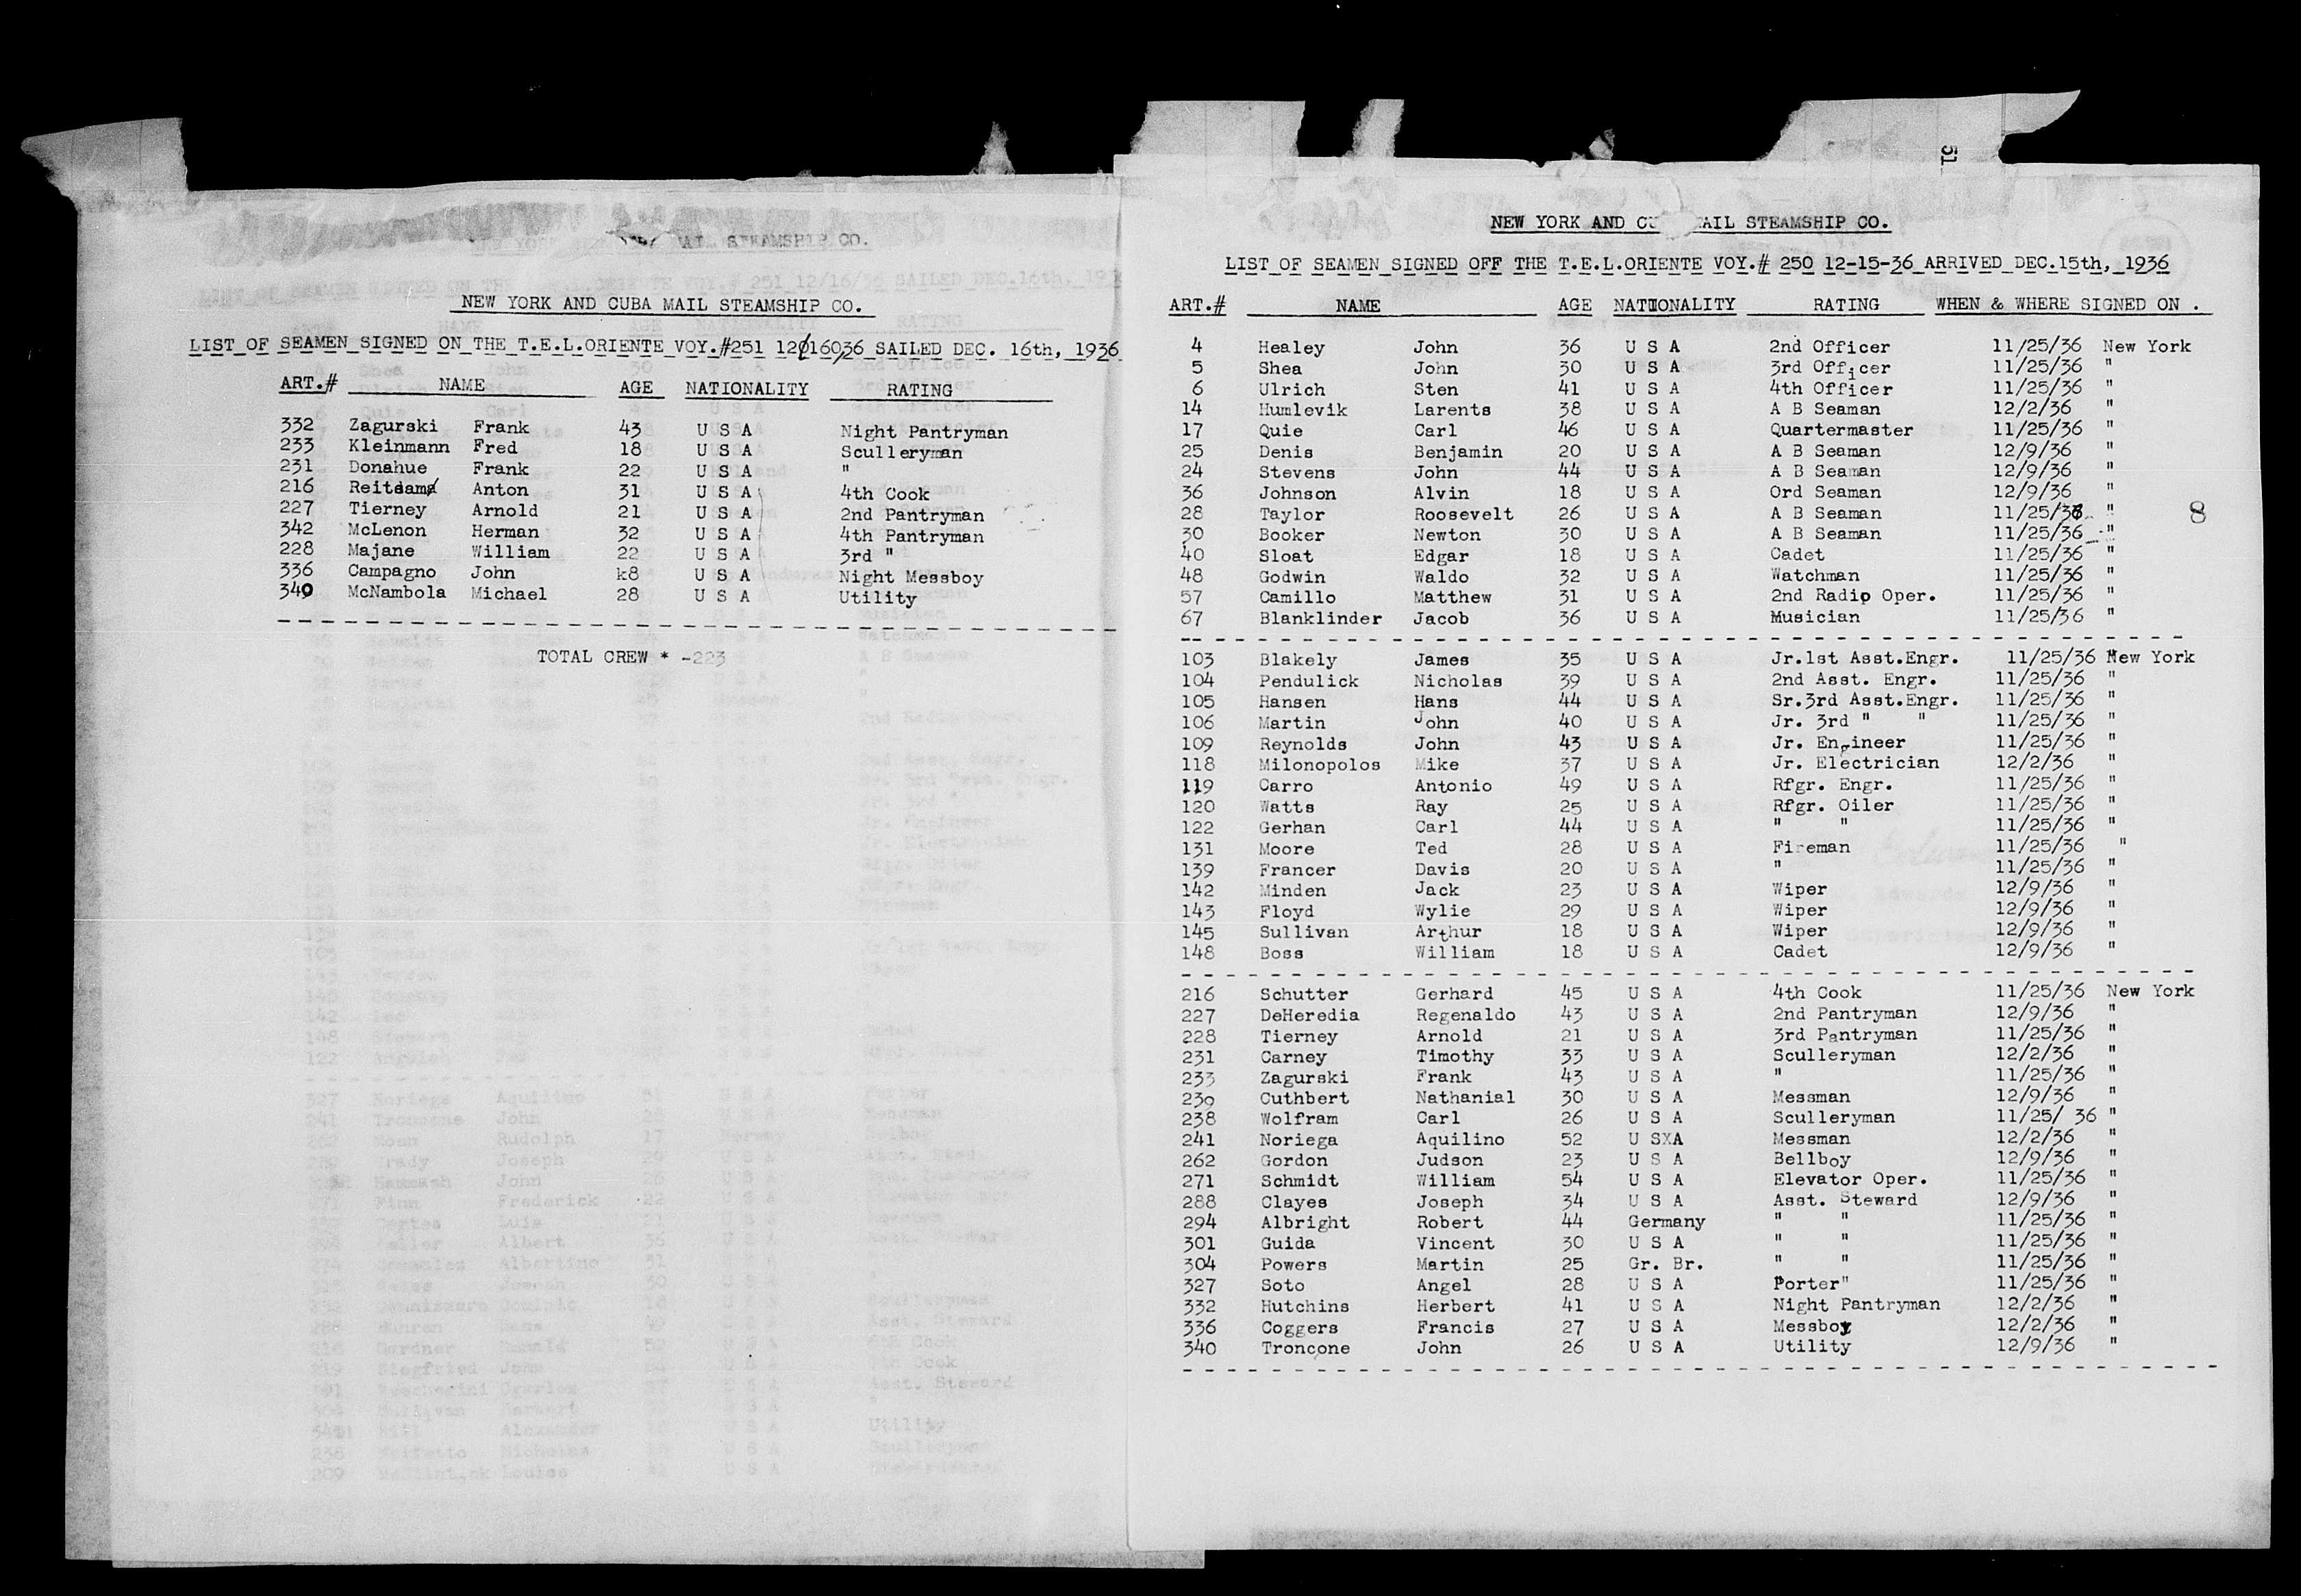 NEW YORK AND CUBA MAIL STEAMSHIP CO.
LIST OF SEAMEN SIGNED ON THE T.E.L.ORIENTE VOY.#251 12016036 SAILED DEC. 16th, 1936
ART.# NAME AGE NATIONALITY RATING
332 Zagurski Frank 43 U S A Night Pantryman
233 Kleinmann Fred 18 U S A Sculleryman
231 Donahue Frank 22 U S A "
216 Anton 31 U S A 4th Cook
227 Tierney Arnold 21 U S A 2nd Pantryman
342 McLenon Herman 32 U S A 4th Pantryman
228 Majane William 22 U S A 3rd "
336 Campagno John k8 U S A Night Messboy
340 McNambola Michael 28 U S A Utility
TOTAL CREW * -223
51
NEW YORK AND CU AIL STEAMSHIP CO.
LIST OF SEAMEN SIGNED OFF THE T.E.L.ORIENTE VOY.# 250 12-15-36 ARRIVED DEC.15th, 1936
ART.# NAME AGE NATIONALITY RATING WHEN & WHERE SIGNED ON .
4 Healey John 36 U S A 2nd Officer 11/25/36 New York
5 Shea John 30 U S A 3rd Officer 11/25/36 "
6 Ulrich Sten 41 U S A 4th Officer 11/25/36 "
14 Humlevik Larents 38 U S A A B Seaman 12/2/36 "
17 Quie Carl 46 U S A Quartermaster 11/25/36 "
25 Denis Benjamin 20 U S A A B Seaman 12/9/36 "
24 Stevens John 44 U S A A B Seaman 12/9/36 "
36 Johnson Alvin 18 U S A Ord Seaman 12/9/36 "
28 Taylor Roosevelt 26 U S A A B Seaman 11/25/36 " 8
30 Booker Newton 30 U S A A B Seaman 11/25/36 "
40 Sloat Edgar 18 U S A Cadet 11/25/36 "
48 Godwin Waldo 32 U S A Watchman 11/25/36 "
57 Camillo Matthew 31 U S A 2nd Radio Oper. 11/25/36 "
67 Blanklinder Jacob 36 U S A Musician 11/25/36 "
103 Blakely James 35 U S A Jr.1st Asst.Engr. 11/25/36 New York
104 Pendulick Nicholas 39 U S A 2nd Asst. Engr. 11/25/36 "
105 Hansen Hans 44 U S A Sr.3rd Asst.Engr. 11/25/36 "
106 Martin John 40 U S A Jr. 3rd " " 11/25/36 "
109 Reynolds John 43 U S A Jr. Engineer 11/25/36 "
118 Milonopolos Mike 37 U S A Jr. Electrician 12/2/36 "
119 Carro Antonio 49 U S A Rfgr. Engr. 11/25/36 "
120 Watts Ray 25 U S A Rfgr. Oiler 11/25/36 "
122 Gerhan Carl 44 U S A " " 11/25/36 "
131 Moore Ted 28 U S A Fireman 11/25/36 "
139 Francer Davis 20 U S A " 11/25/36 "
142 Minden Jack 23 U S A Wiper 12/9/36 "
143 Floyd Wylie 29 U S A Wiper 12/9/36 "
145 Sullivan Arthur 18 U S A Wiper 12/9/36 "
148 Boss William 18 U S A Cadet 12/9/36 "
216 Schutter Gerhard 45 U S A 4th Cook 11/25/36 New York
227 DeHeredia Regenaldo 43 U S A 2nd Pantryman 12/9/36 "
228 Tierney Arnold 21 U S A 3rd Pantryman 11/25/36 "
231 Carney Timothy 33 U S A Sculleryman 12/2/36 "
233 Zagurski Frank 43 U S A " 11/25/36 "
239 Cuthbert Nathanial 30 U S A Messman 12/9/36 "
238 Wolfram Carl 26 U S A Sculleryman 11/25/ 36 "
241 Noriega Aquilino 52 U SXA Messman 12/2/36 "
262 Gordon Judson 23 U S A Bellboy 12/9/36 "
271 Schmidt William 54 U S A Elevator Oper. 11/25/36 "
288 Clayes Joseph 34 U S A Asst. Steward 12/9/36 "
294 Albright Robert 44 Germany " " 11/25/36 "
301 Guida Vincent 30 U S A " " 11/25/36 "
304 Powers Martin 25 Gr. Br. " " 11/25/36 "
327 Soto Angel 28 U S A Porter" 11/25/36 "
332 Hutchins Herbert 41 U S A Night Pantryman 12/2/36 "
336 Coggers Francis 27 U S A Messboy 12/2/36 "
340 Troncone John 26 U S A Utility 12/9/36 "